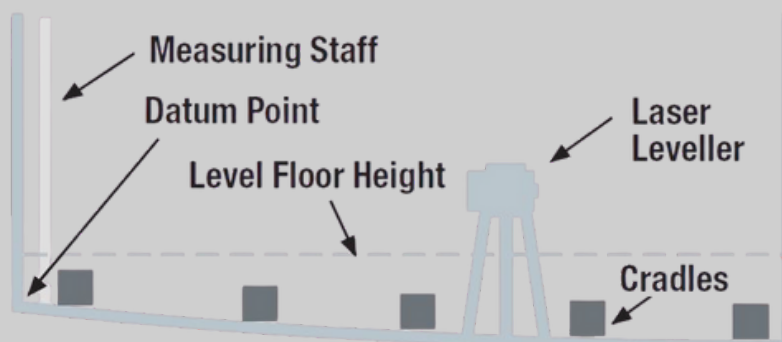 Measuring Staff
Datum Point
Laser
Leveller
Level Floor Height
Cradles